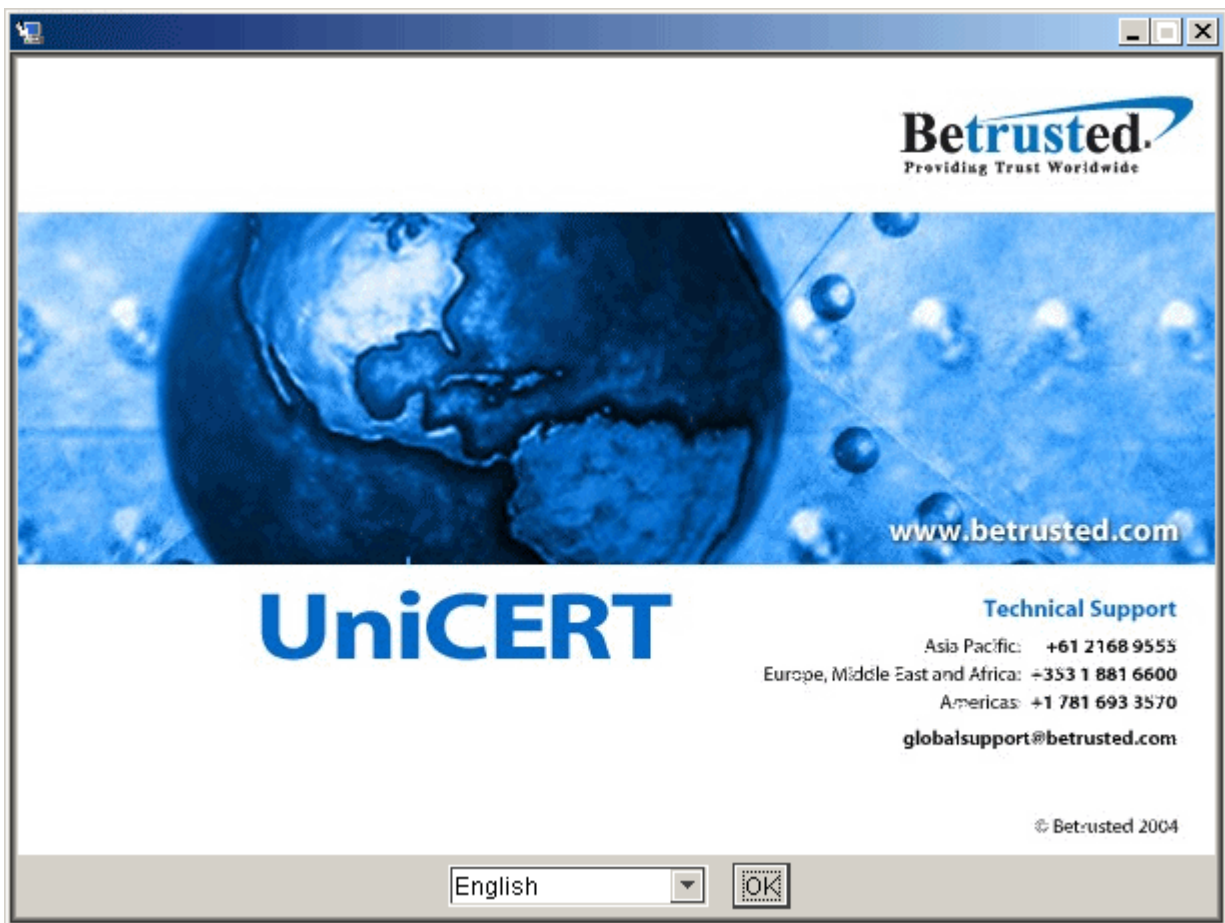 Betrusted.
Providing Trust Worldwide
www.betrusted.com
UniCERT
Technical Support
Asia Pacific: +61 2168 9555
Europe, Middle East and Africa: +353 1 881 6600
Americas: +1 781 693 3570
globalsupport@betrusted.com
© Betrusted 2004
English
OK